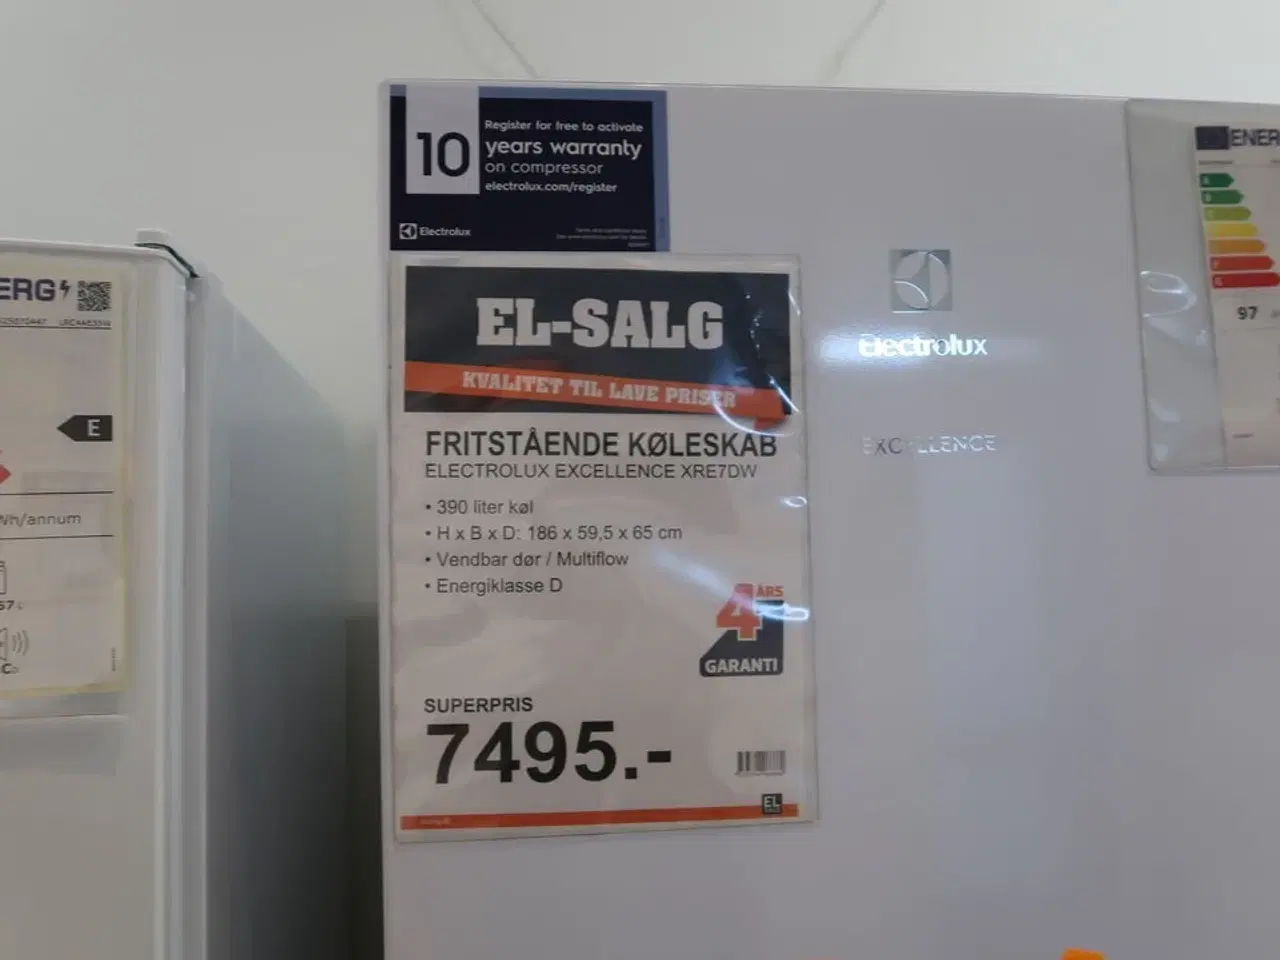 10
Register for free to activate
years warranty
on compressor
electrolux.com/register
Electrolux
EL-SALG
KVALITET TIL LAVE PRISER
FRITSTÅENDE KØLESKAB
ELECTROLUX EXCELLENCE XRE7DW
• 390 liter køl
• H x B x D: 186 x 59,5 x 65 cm
• Vendbar dør / Multiflow
• Energiklasse D
4 ÅRS
GARANTI
SUPERPRIS
7495.-
EL
Electrolux
EXCELLENCE
ENER
97
ERG
E
Wh/annum